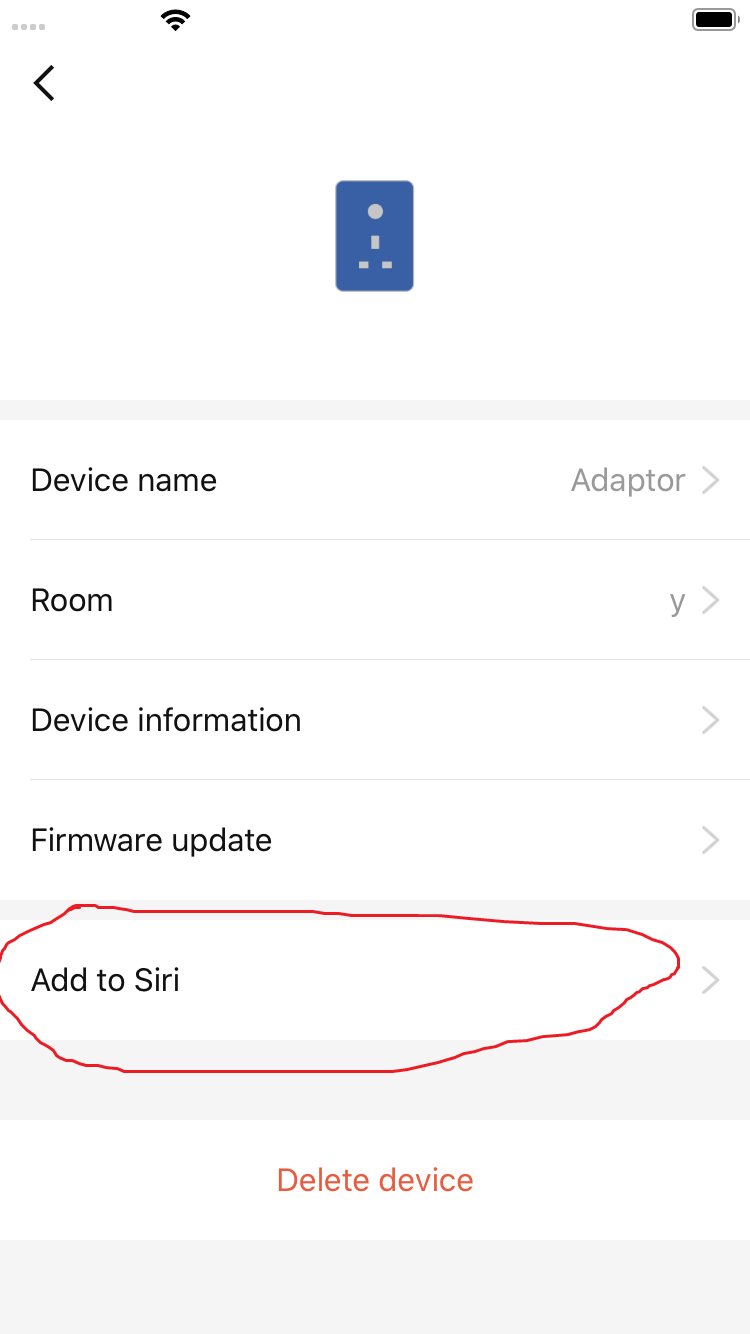 Device name
Adaptor
Room
y
Device information
Firmware update
Add to Siri
Delete device